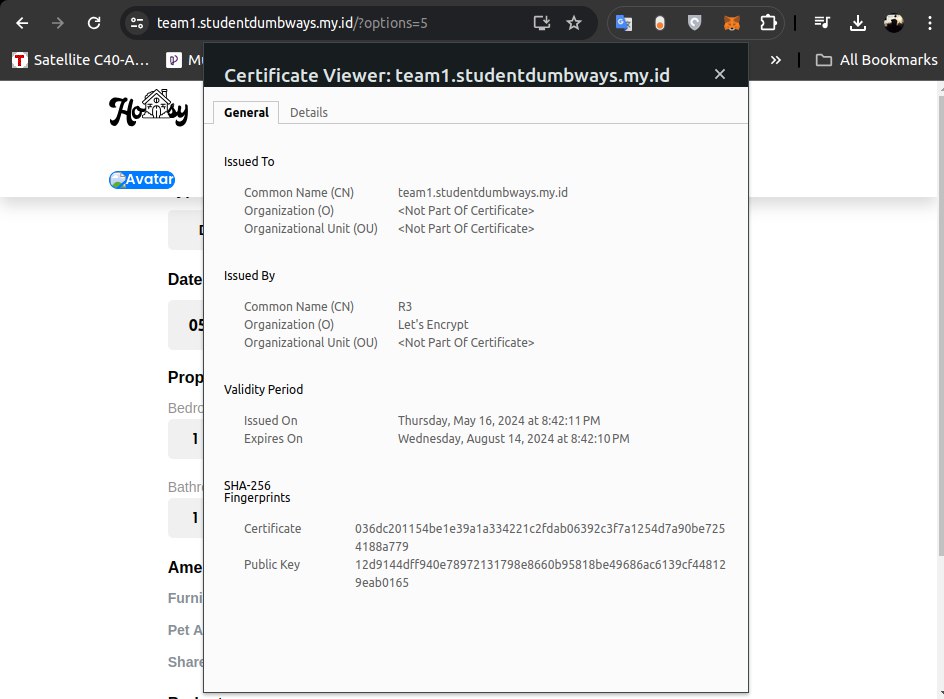 team1.studentdumbways.my.id/?options=5
Satellite C40-A...
All Bookmarks
Certificate Viewer: team1.studentdumbways.my.id
General Details
Avatar
Issued To
Common Name (CN) team1.studentdumbways.my.id
Organization (O) <Not Part Of Certificate>
Organizational Unit (OU) <Not Part Of Certificate>
Date
Issued By
05
Common Name (CN) R3
Organization (O) Let's Encrypt
Organizational Unit (OU) <Not Part Of Certificate>
Prop
Validity Period
Bedro
Issued On Thursday, May 16, 2024 at 8:42:11 PM
1
Expires On Wednesday, August 14, 2024 at 8:42:10 PM
Bathr
SHA-256
Fingerprints
1
Certificate 036dc201154be1e39a1a334221c2fdab06392c3f7a1254d7a90be725
4188a779
Ame
Public Key 12d9144dff940e78972131798e8660b95818be49686ac6139cf44812
9eab0165
Furni
Pet A
Share